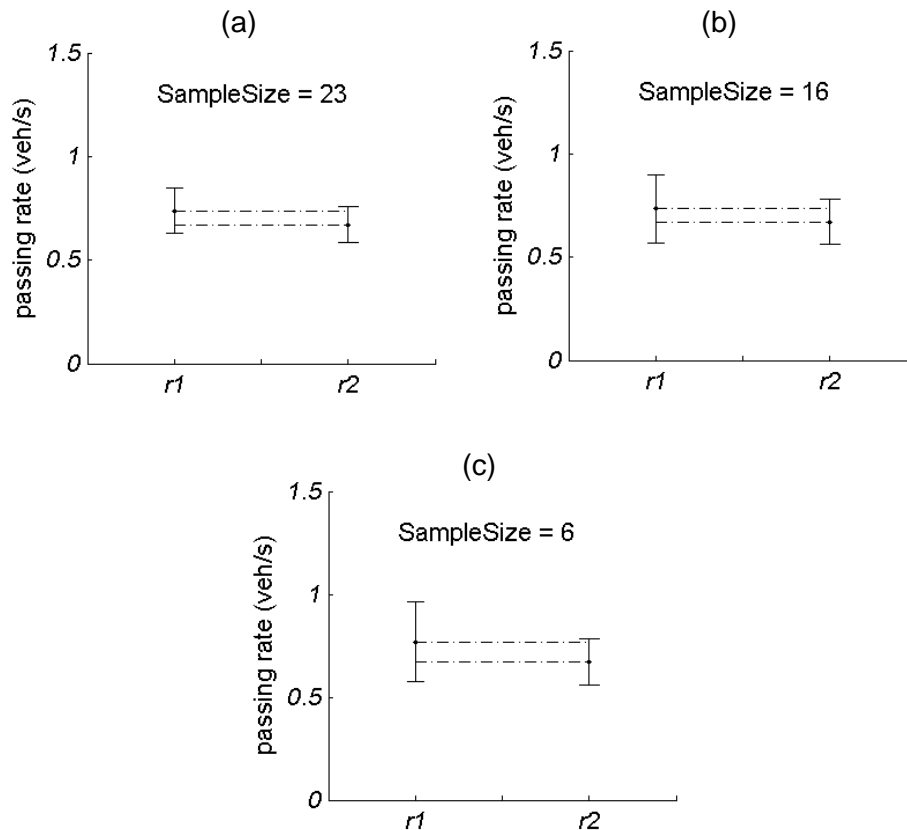 (a)
1.5
SampleSize = 23
1
passing rate (veh/s)
0.5
0
r1
r2
(b)
1.5
SampleSize = 16
1
passing rate (veh/s)
0.5
0
r1
r2
(c)
1.5
SampleSize = 6
1
passing rate (veh/s)
0.5
0
r1
r2